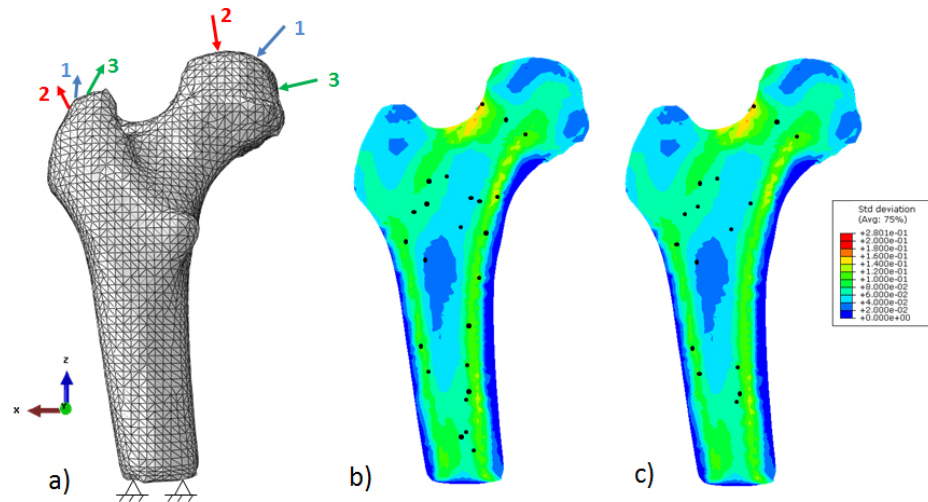 2
1
3
1
3
2
z
x
Y
a)
b)
c)
Std deviation
(Avg: 75%)
+2.801e-01
+2.000e-01
+1.800e-01
+1.600e-01
+1.400e-01
+1.200e-01
+1.000e-01
+8.000e-02
+6.000e-02
+4.000e-02
+2.000e-02
+0.000e+00